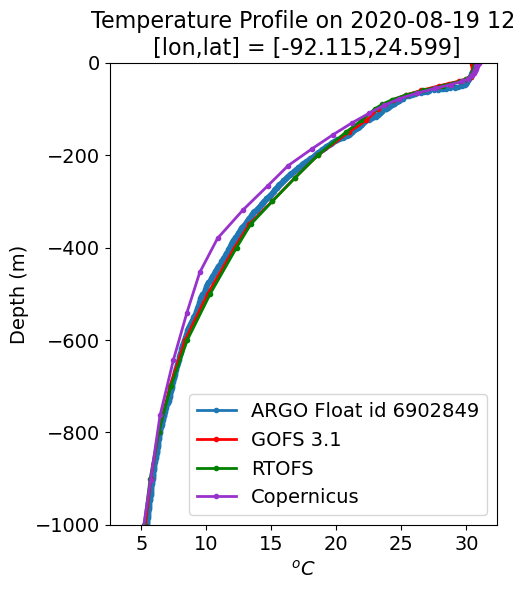 Temperature Profile on 2020-08-19 12
[lon,lat] = [-92.115,24.599]
0
−200
−400
−600
−800
−1000
Depth (m)
ARGO Float id 6902849
GOFS 3.1
RTOFS
Copernicus
5 10 15 20 25 30
°C